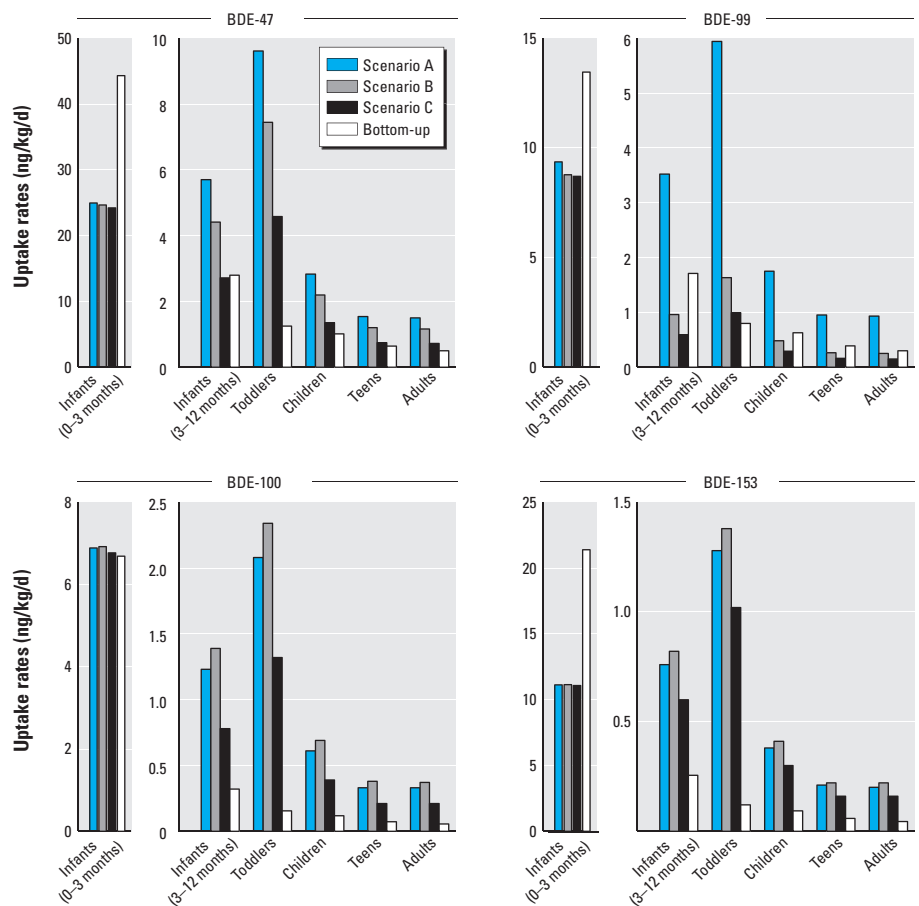 BDE-47
Uptake rates (ng/kg/d)
50
40
30
20
10
0
10
8
6
4
2
0
Scenario A
Scenario B
Scenario C
Bottom-up
Infants
(0–3 months)
Infants
(3–12 months)
Toddlers
Children
Teens
Adults
BDE-99
15
10
5
0
6
5
4
3
2
1
0
Infants
(0–3 months)
Infants
(3–12 months)
Toddlers
Children
Teens
Adults
BDE-100
Uptake rates (ng/kg/d)
8
6
4
2
0
2.5
2.0
1.5
1.0
0.5
0
Infants
(0–3 months)
Infants
(3–12 months)
Toddlers
Children
Teens
Adults
BDE-153
25
20
15
10
5
0
1.5
1.0
0.5
Infants
(0–3 months)
Infants
(3–12 months)
Toddlers
Children
Teens
Adults